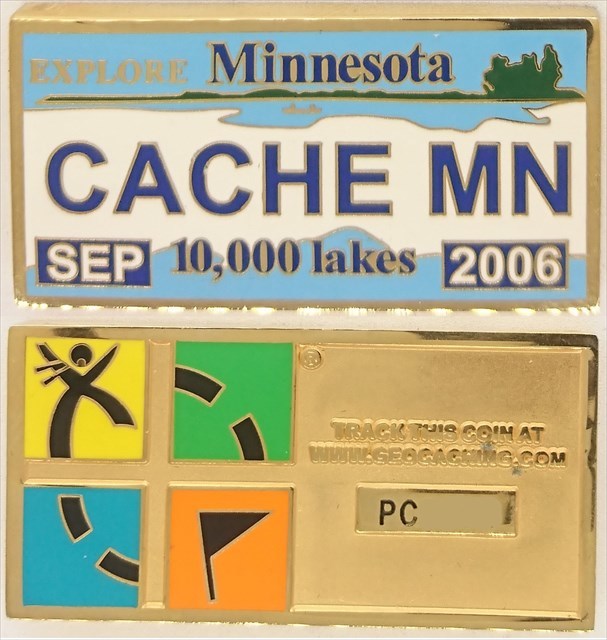 EXPLORE Minnesota
CACHE MN
SEP 10,000 lakes 2006
®
TRACK THIS COIN AT
WWW.GEOCACHING.COM
PC